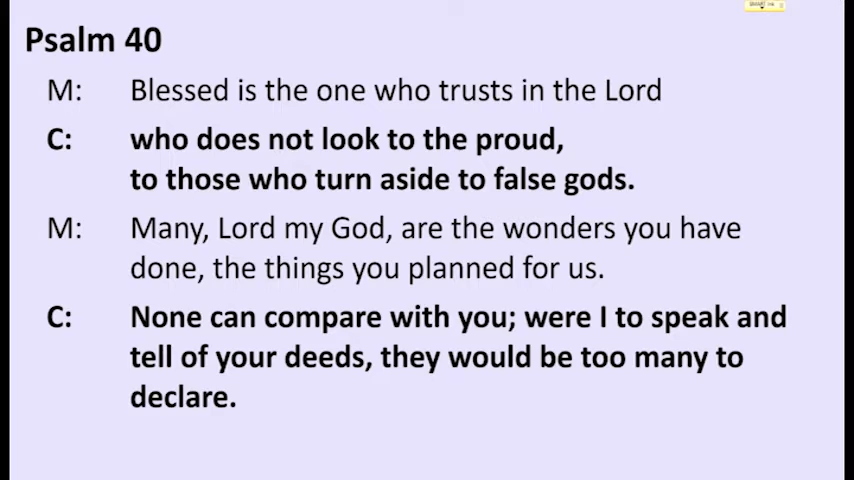 Psalm 40
M: Blessed is the one who trusts in the Lord
C: who does not look to the proud,
to those who turn aside to false gods.
M: Many, Lord my God, are the wonders you have
done, the things you planned for us.
C: None can compare with you; were I to speak and
tell of your deeds, they would be too many to
declare.